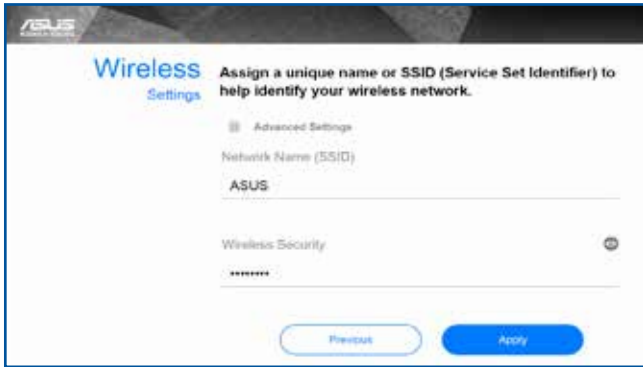 ASUS
Wireless
Settings
Assign a unique name or SSID (Service Set Identifier) to
help identify your wireless network.
Advanced Settings
Network Name (SSID)
ASUS
Wireless Security
••••••••
Previous
Apply